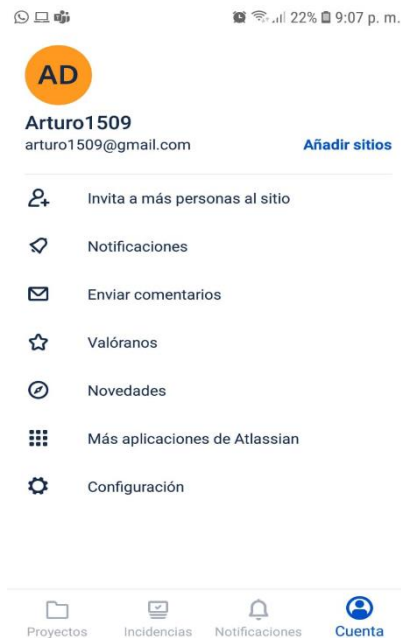 22% 9:07 p. m.
AD
Arturo1509
arturo1509@gmail.com Añadir sitios
Invita a más personas al sitio
Notificaciones
Enviar comentarios
Valóranos
Novedades
Más aplicaciones de Atlassian
Configuración
Proyectos Incidencias Notificaciones Cuenta